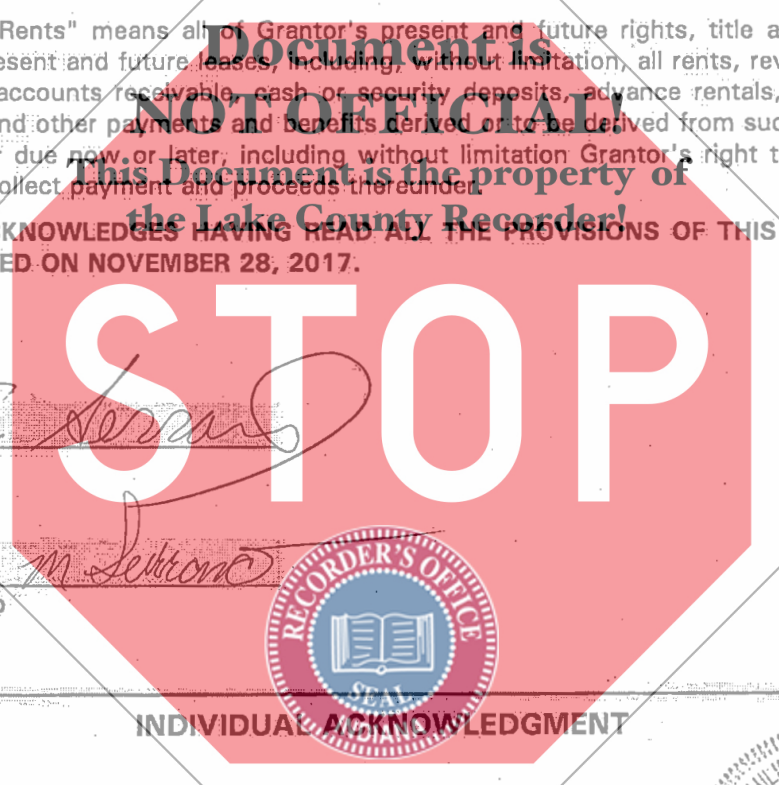 Rents" means all of Grantor's present and future rights, title a
Document is
esent and future leases, including, without limitation, all rents, rev
accounts receivable, cash or security deposits, advance rentals,
NOT OFFICIAL!
nd other payments and benefits derived or to be derived from suc
r due now or later, including without limitation Grantor's right t
This Document is the property of
ollect payment and proceeds thereunder.
the Lake County Recorder!
KNOWLEDGES HAVING READ ALL THE PROVISIONS OF THIS
ED ON NOVEMBER 28, 2017.
STOP
Serrano
M Serrano
RECORDER'S OFFICE
SEAL
INDIANA
INDIVIDUAL ACKNOWLEDGMENT